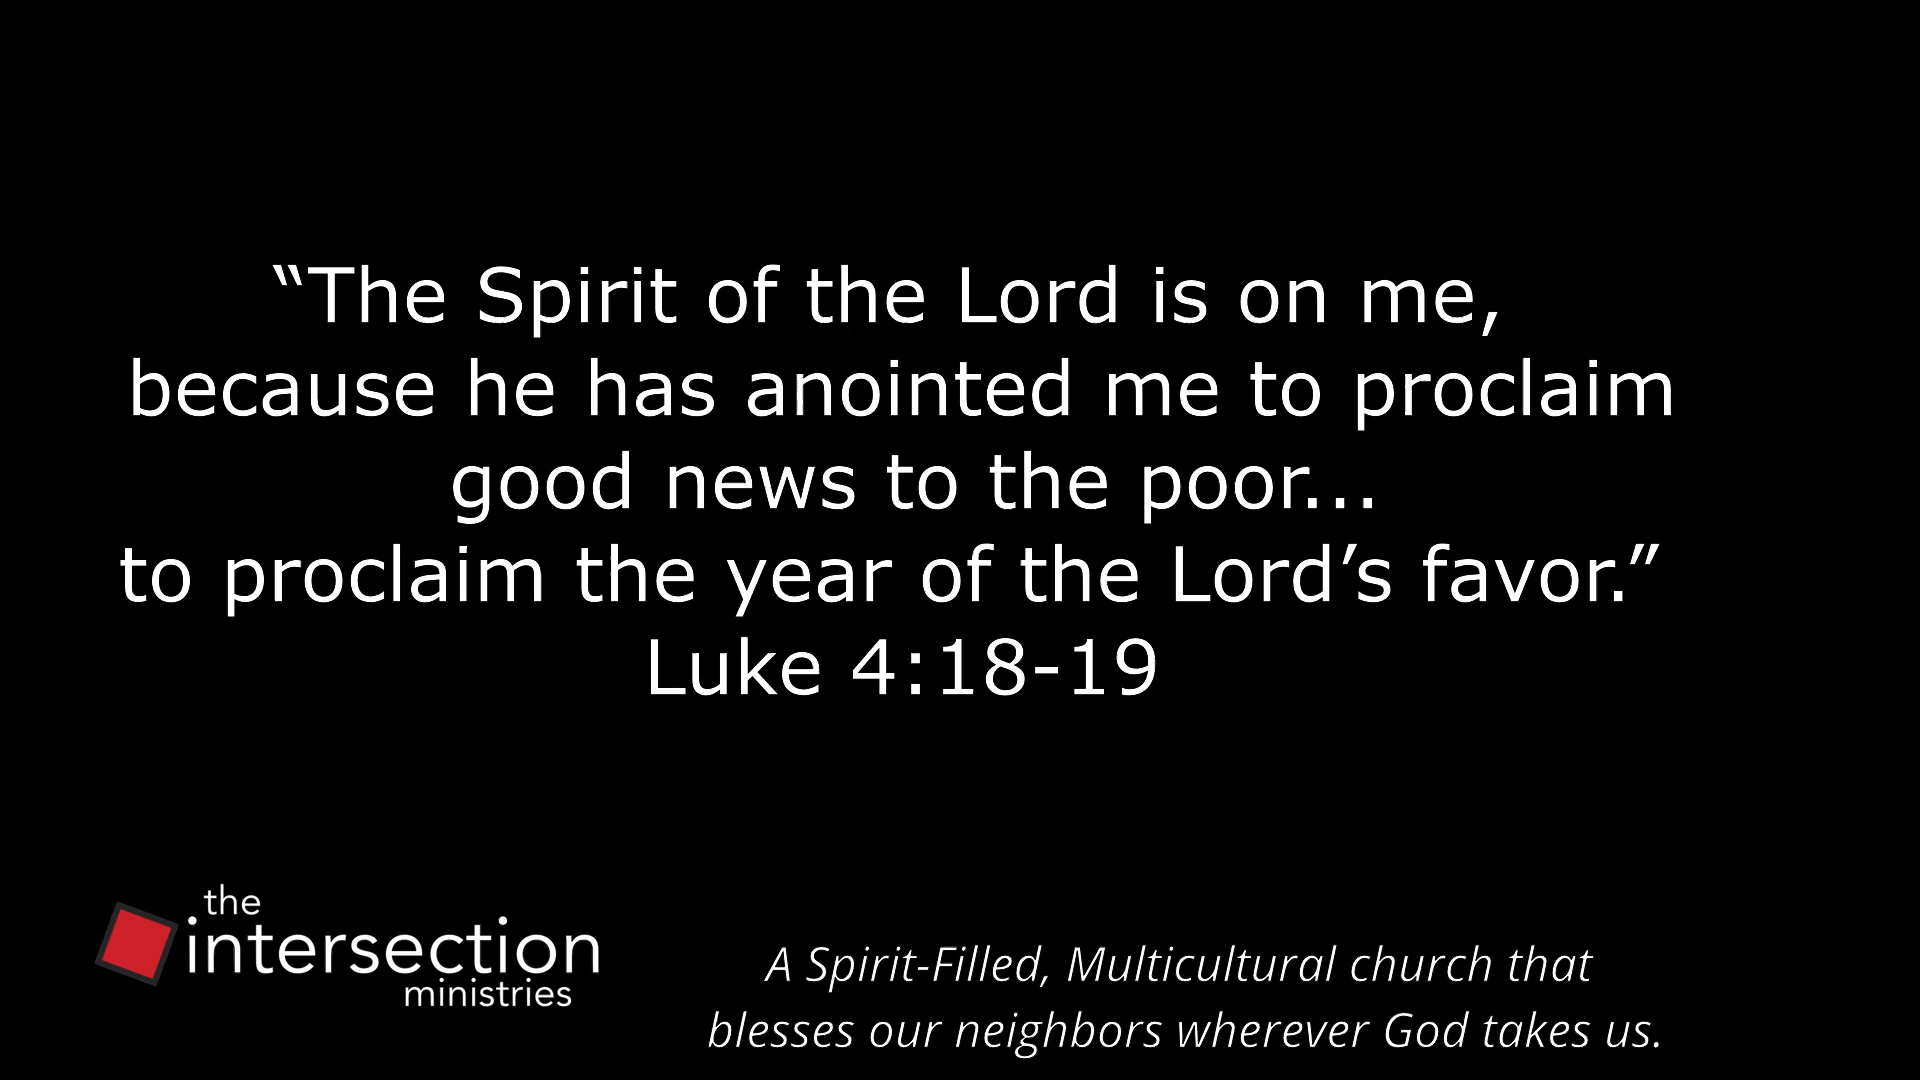 “The Spirit of the Lord is on me,
because he has anointed me to proclaim
good news to the poor...
to proclaim the year of the Lord’s favor.”
Luke 4:18-19
the
intersection
ministries
A Spirit-Filled, Multicultural church that
blesses our neighbors wherever God takes us.